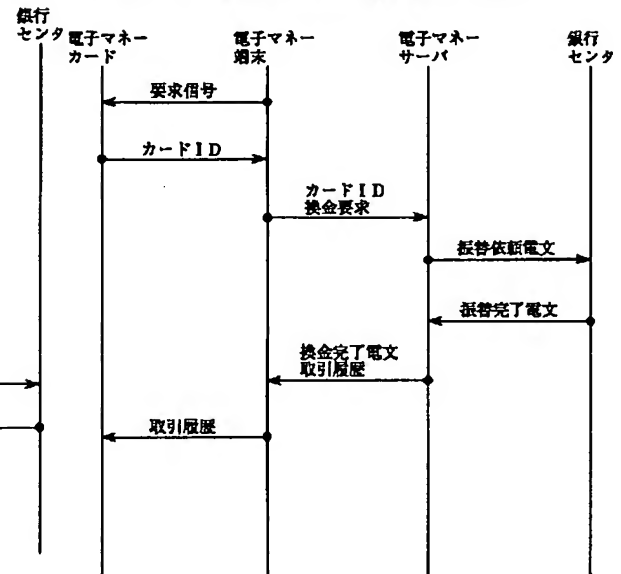 銀行
センタ
電子マネー
カード
電子マネー
端末
電子マネー
サーバ
銀行
センタ
要求信号
カードID
カードID
換金要求
振替依頼電文
振替完了電文
換金完了電文
取引履歴
取引履歴